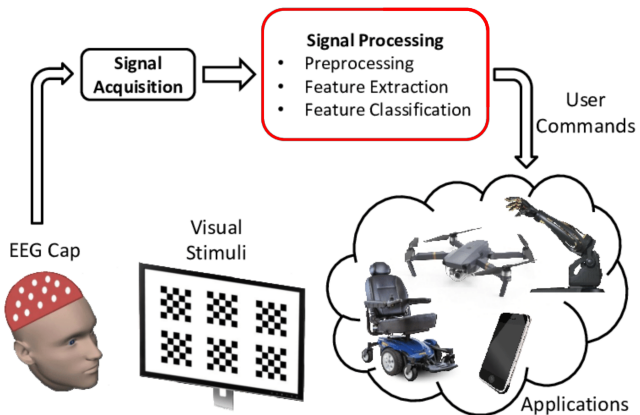 Signal
Acquisition
Signal Processing
• Preprocessing
• Feature Extraction
• Feature Classification
User
Commands
EEG Cap
Visual
Stimuli
Applications